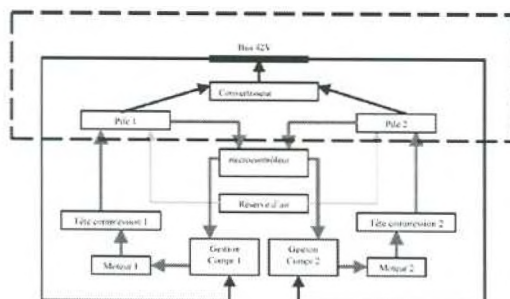 Bus 42V
Convertisseur
Pile 1
Pile 2
microcontrôleur
Réserve d'air
Tête compression 1
Tête compression 2
Gestion
Compr 1
Gestion
Compr 2
Moteur 1
Moteur 2